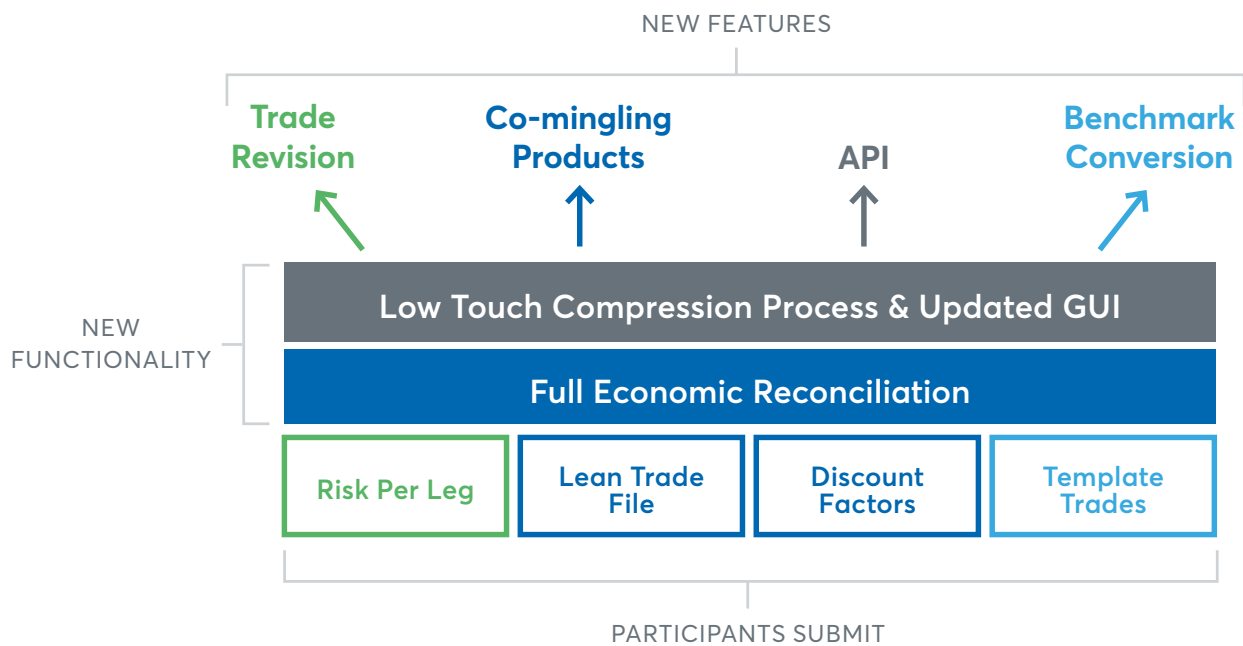 NEW FEATURES
Trade
Revision
Co-mingling
Products
API
Benchmark
Conversion
NEW
FUNCTIONALITY
Low Touch Compression Process & Updated GUI
Full Economic Reconciliation
Risk Per Leg
Lean Trade
File
Discount
Factors
Template
Trades
PARTICIPANTS SUBMIT